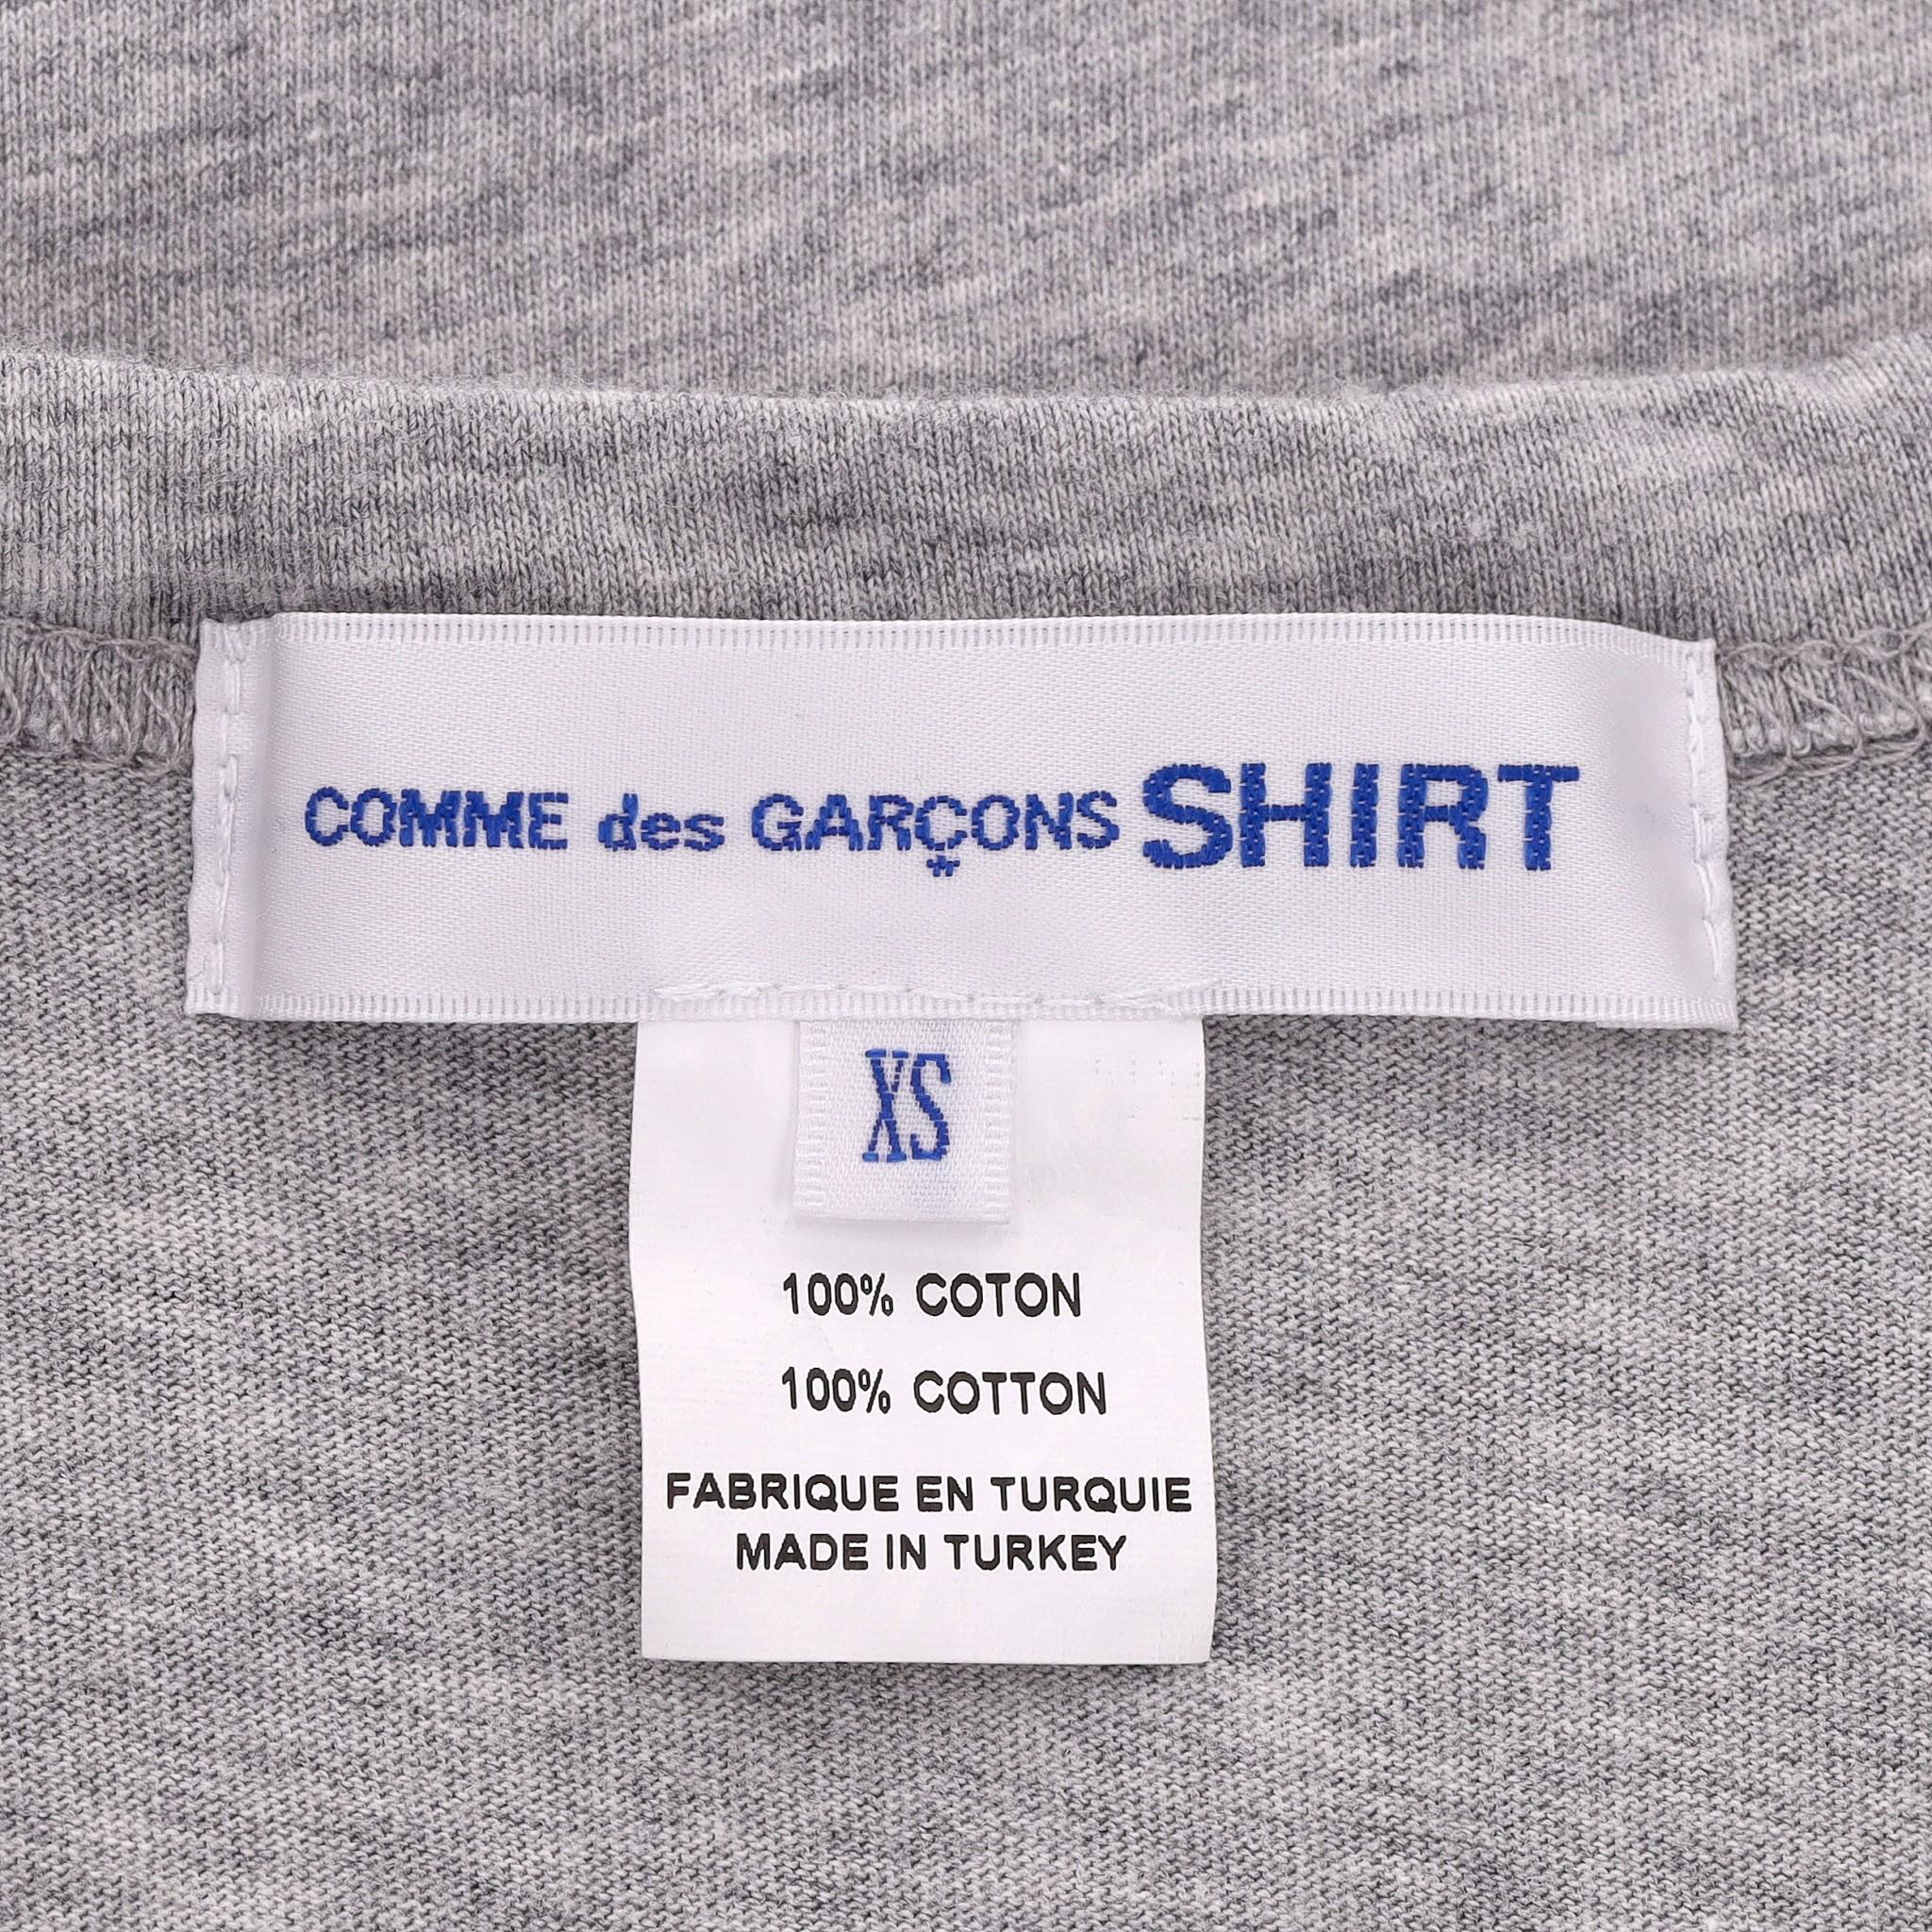 COMME des GARÇONS SHIRT
XS
100% COTON
100% COTTON
FABRIQUE EN TURQUIE
MADE IN TURKEY